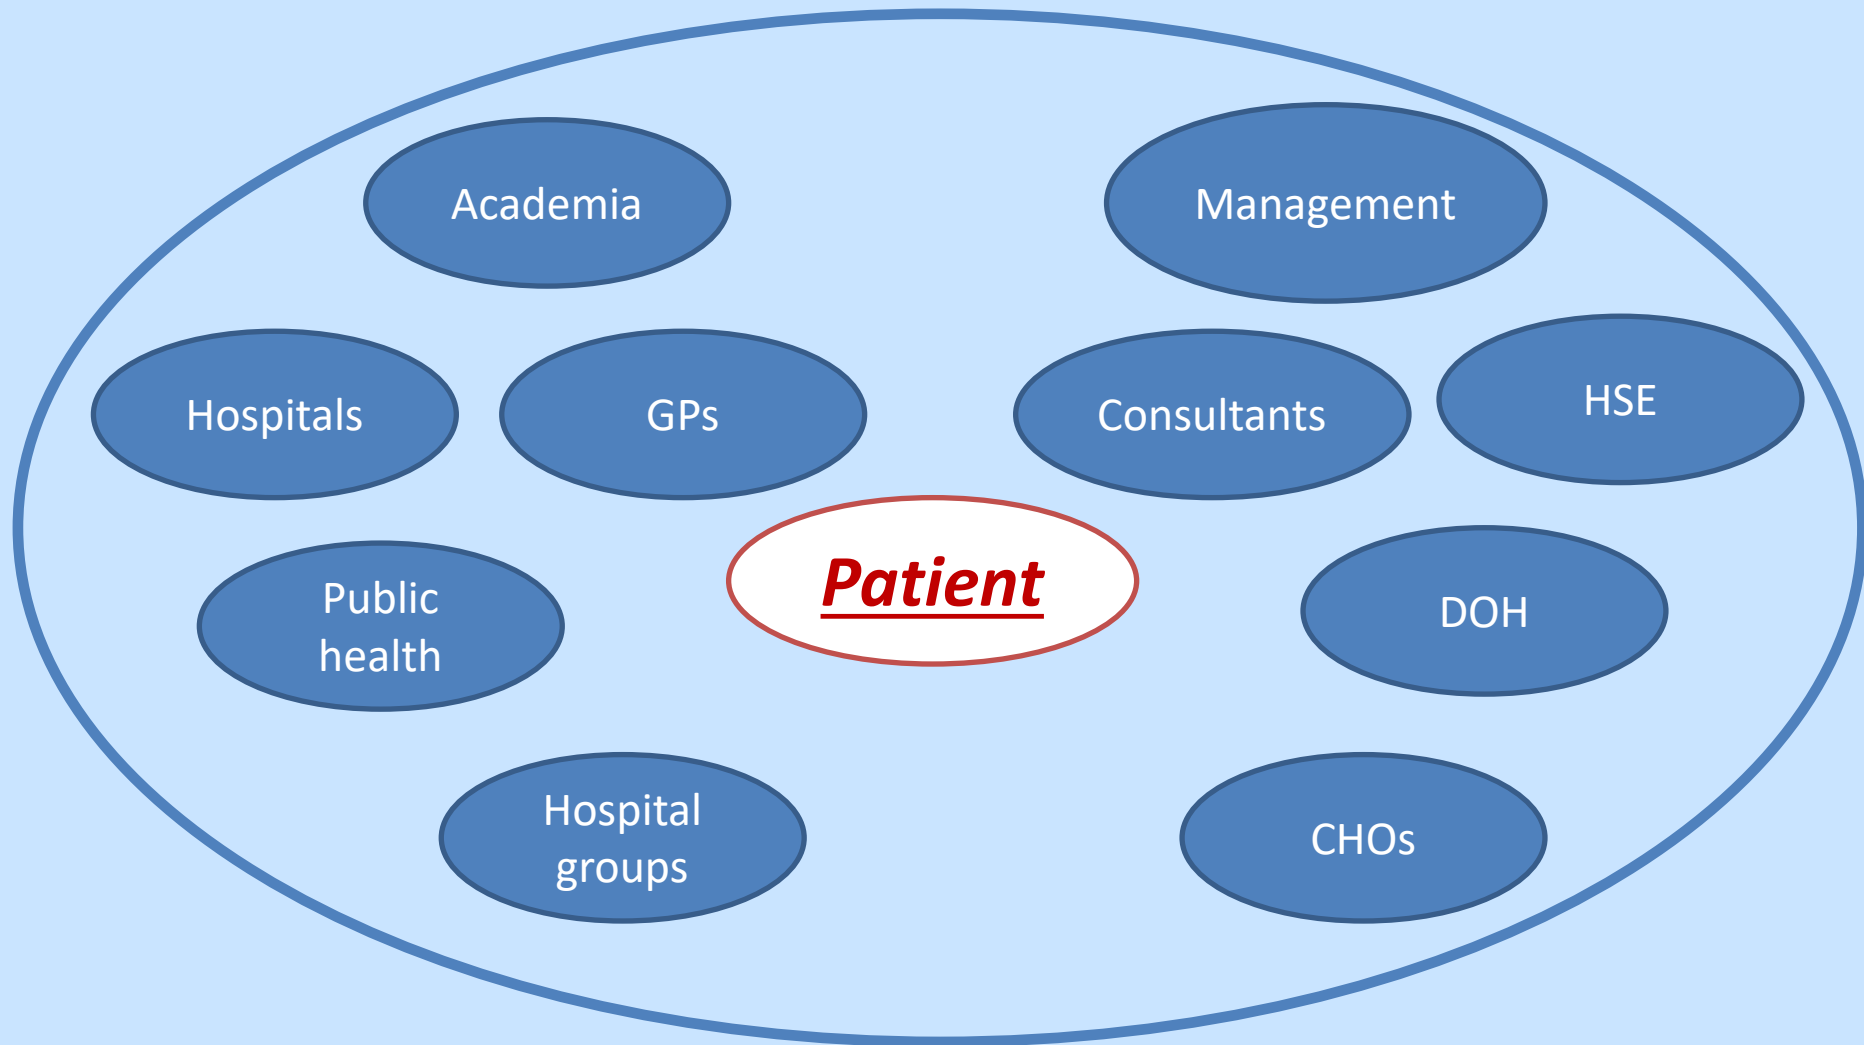 Academia
Management
Hospitals
GPs
Consultants
HSE
Patient
Public
health
DOH
Hospital
groups
CHOs